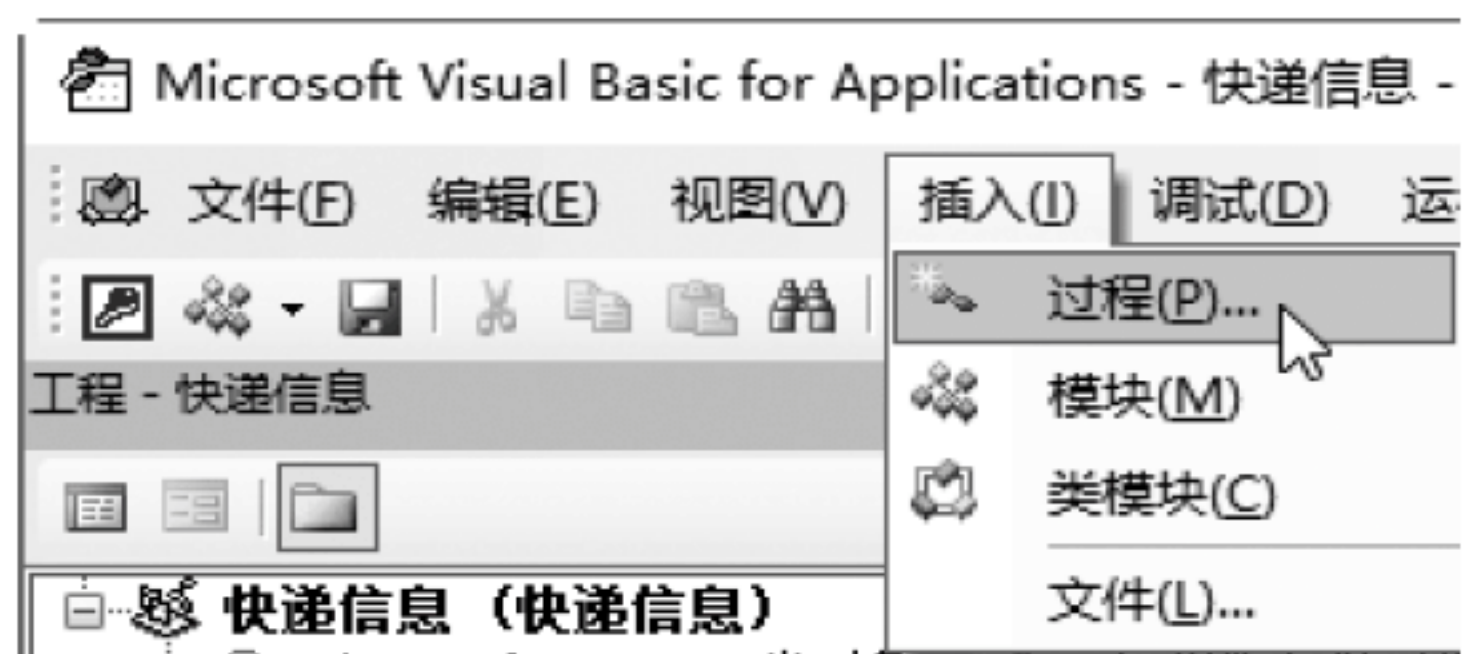 Microsoft Visual Basic for Applications - 快递信息 -
文件(F) 编辑(E) 视图(V) 插入(I) 调试(D) 运
过程(P)...
模块(M)
类模块(C)
文件(L)...
工程 - 快递信息
快递信息 (快递信息)